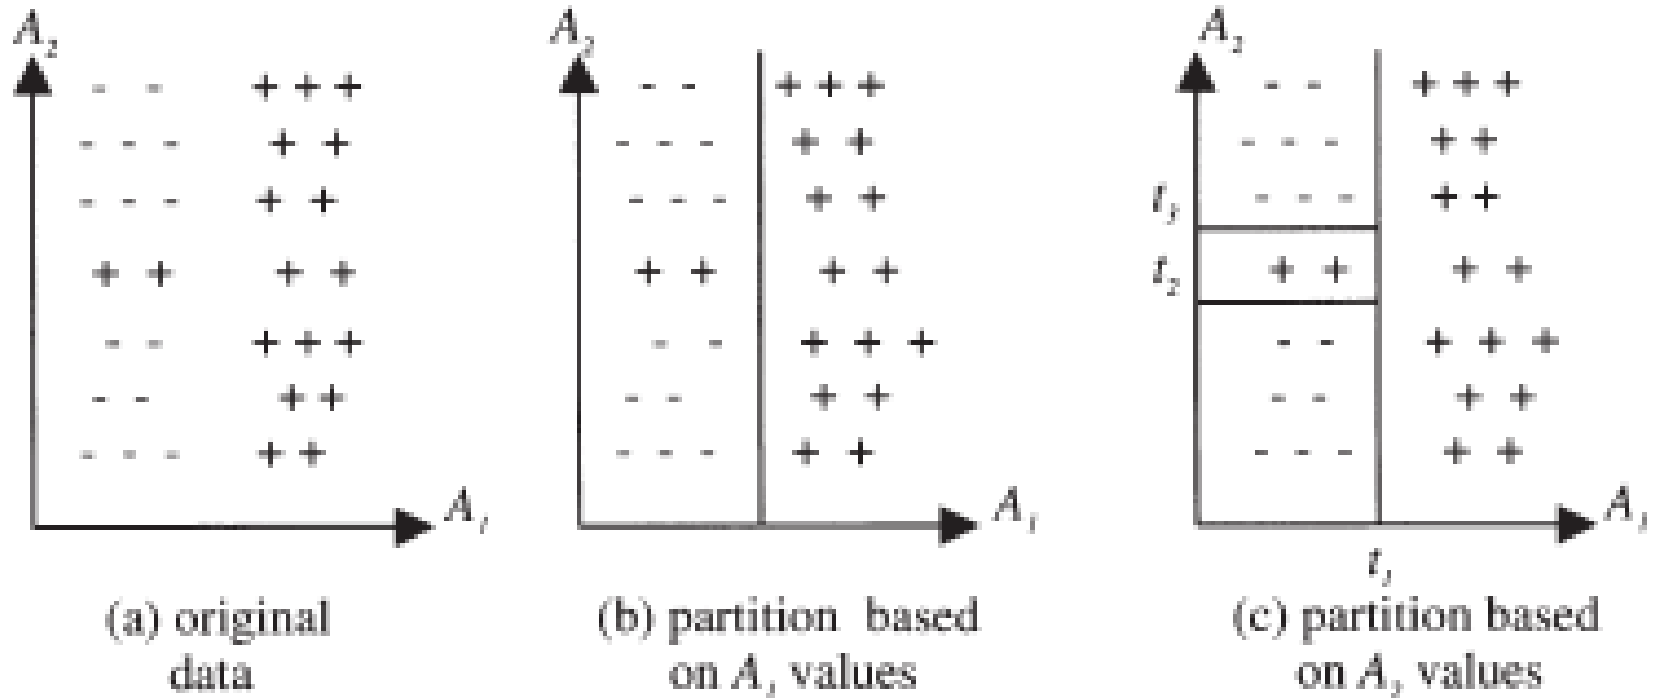 A₂
- -
+ + +
- - -
+ +
- - -
+ +
+ +
+ +
- -
+ + +
- -
+ +
- - -
+ +
A₁
(a) original
data
A₂
- -
+ + +
- - -
+ +
- - -
+ +
+ +
+ +
- -
+ + +
- -
+ +
- - -
+ +
A₁
(b) partition based
on A₁ values
A₂
- -
+ + +
- - -
+ +
t₃
- - -
+ +
t₂
+ +
+ +
- -
+ + +
- -
+ +
- - -
+ +
A₁
t₁
(c) partition based
on A₂ values